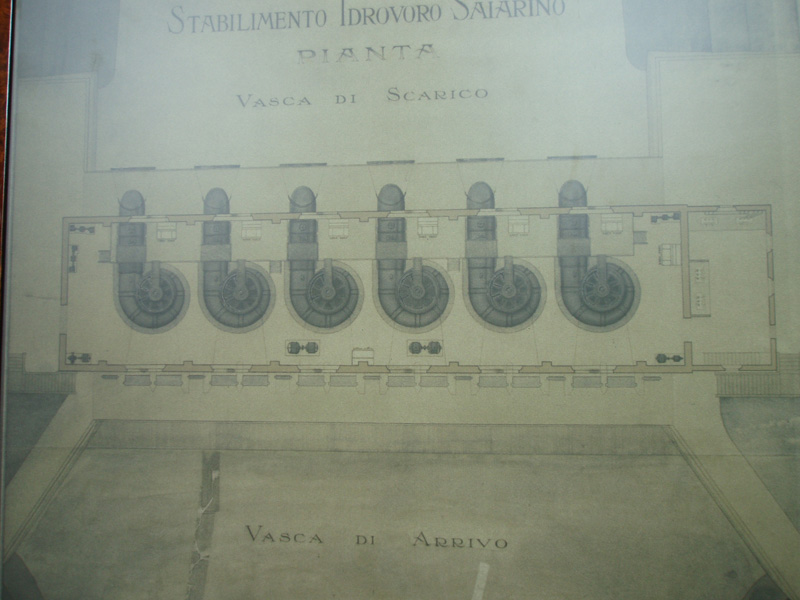 STABILIMENTO IDROVORO SAIARINO
PIANTA
VASCA DI SCARICO
VASCA DI ARRIVO